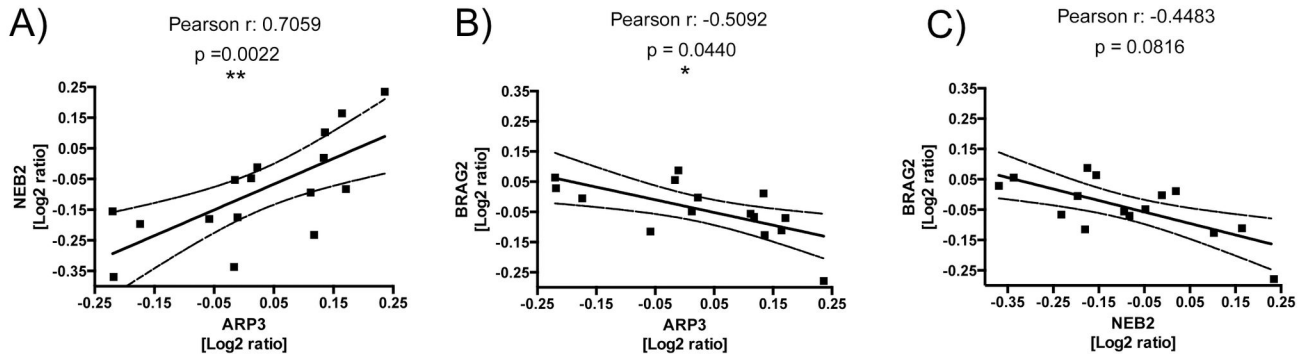 A)
Pearson r: 0.7059
p =0.0022
**
0.25
0.15
0.05
-0.05
-0.15
-0.25
-0.35
NEB2
[Log2 ratio]
-0.25 -0.15 -0.05 0.05 0.15 0.25
ARP3
[Log2 ratio]
B)
Pearson r: -0.5092
p = 0.0440
*
0.35
0.25
0.15
0.05
-0.05
-0.15
-0.25
BRAG2
[Log2 ratio]
-0.25 -0.15 -0.05 0.05 0.15 0.25
ARP3
[Log2 ratio]
C)
Pearson r: -0.4483
p = 0.0816
0.35
0.25
0.15
0.05
-0.05
-0.15
-0.25
BRAG2
[Log2 ratio]
-0.35 -0.25 -0.15 -0.05 0.05 0.15 0.25
NEB2
[Log2 ratio]